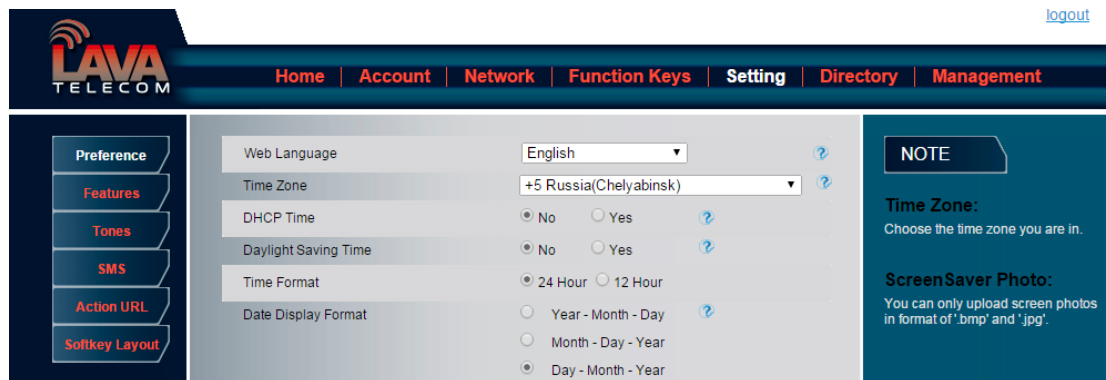 logout
LAVA
TELECOM
Home | Account | Network | Function Keys | Setting | Directory | Management
Preference
Features
Tones
SMS
Action URL
Softkey Layout
Web Language English
Time Zone +5 Russia(Chelyabinsk)
DHCP Time No Yes
Daylight Saving Time No Yes
Time Format 24 Hour 12 Hour
Date Display Format Year - Month - Day
Month - Day - Year
Day - Month - Year
NOTE
Time Zone:
Choose the time zone you are in.
ScreenSaver Photo:
You can only upload screen photos
in format of '.bmp' and '.jpg'.